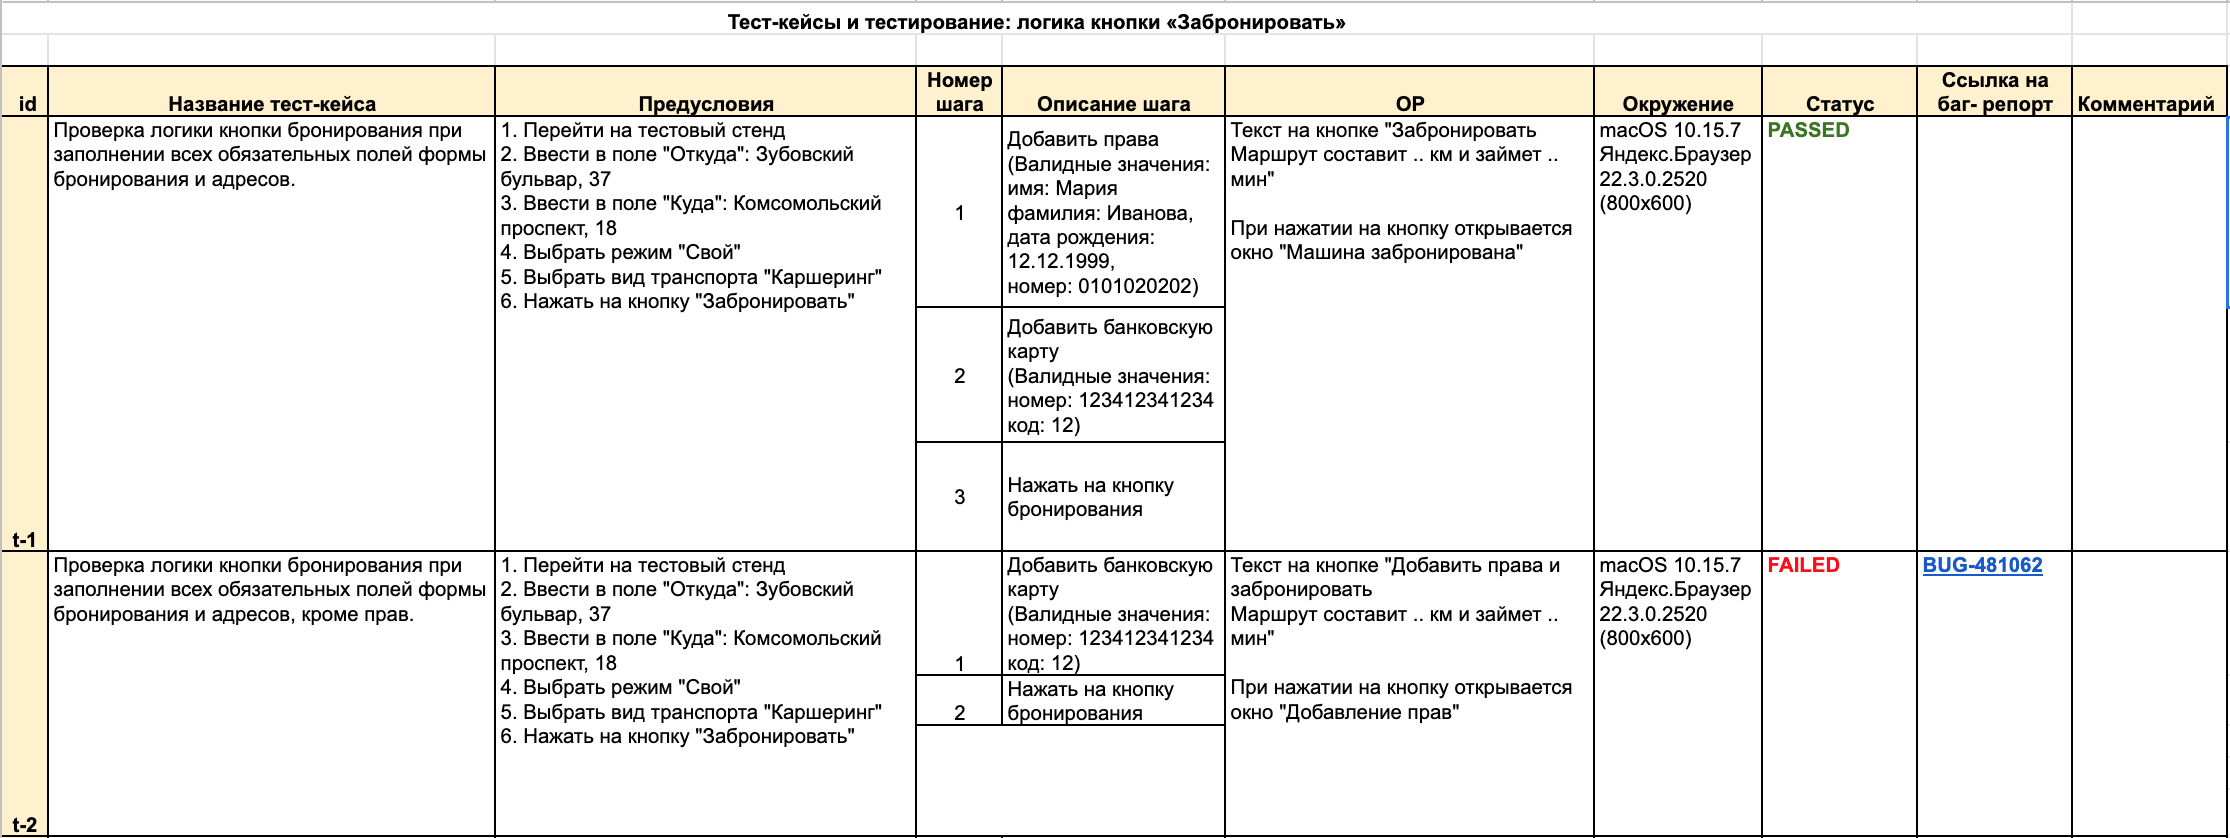 Тест-кейсы и тестирование: логика кнопки «Забронировать»
id
Название тест-кейса
Предусловия
Номер
шага
Описание шага
ОР
Окружение
Статус
Ссылка на
баг- репорт
Комментарий
t-1
Проверка логики кнопки бронирования при
заполнении всех обязательных полей формы
бронирования и адресов.
1. Перейти на тестовый стенд
2. Ввести в поле "Откуда": Зубовский
бульвар, 37
3. Ввести в поле "Куда": Комсомольский
проспект, 18
4. Выбрать режим "Свой"
5. Выбрать вид транспорта "Каршеринг"
6. Нажать на кнопку "Забронировать"
1
Добавить права
(Валидные значения:
имя: Мария
фамилия: Иванова,
дата рождения:
12.12.1999,
номер: 0101020202)
2
Добавить банковскую
карту
(Валидные значения:
номер: 123412341234
код: 12)
3
Нажать на кнопку
бронирования
Текст на кнопке "Забронировать
Маршрут составит .. км и займет ..
мин"
При нажатии на кнопку открывается
окно "Машина забронирована"
macOS 10.15.7
Яндекс.Браузер
22.3.0.2520
(800x600)
PASSED
t-2
Проверка логики кнопки бронирования при
заполнении всех обязательных полей формы
бронирования и адресов, кроме прав.
1. Перейти на тестовый стенд
2. Ввести в поле "Откуда": Зубовский
бульвар, 37
3. Ввести в поле "Куда": Комсомольский
проспект, 18
4. Выбрать режим "Свой"
5. Выбрать вид транспорта "Каршеринг"
6. Нажать на кнопку "Забронировать"
1
Добавить банковскую
карту
(Валидные значения:
номер: 123412341234
код: 12)
2
Нажать на кнопку
бронирования
Текст на кнопке "Добавить права и
забронировать
Маршрут составит .. км и займет ..
мин"
При нажатии на кнопку открывается
окно "Добавление прав"
macOS 10.15.7
Яндекс.Браузер
22.3.0.2520
(800x600)
FAILED
BUG-481062